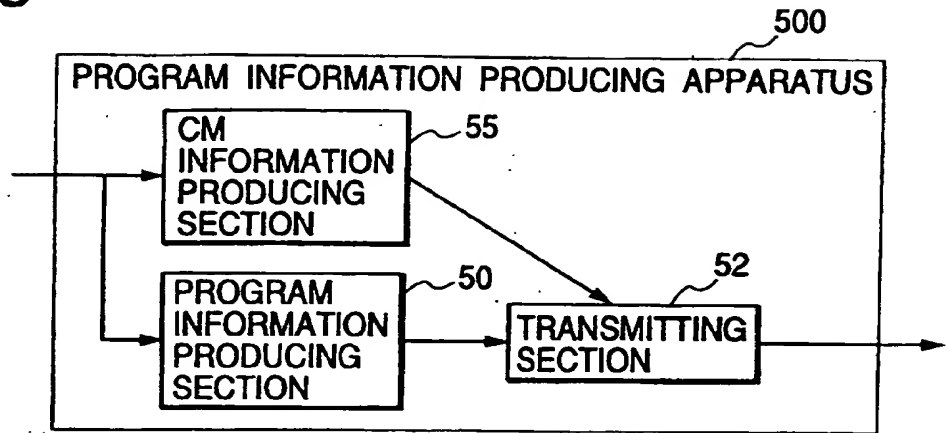 500
PROGRAM INFORMATION PRODUCING APPARATUS
CM
INFORMATION
PRODUCING
SECTION
55
PROGRAM
INFORMATION
PRODUCING
SECTION
50
52
TRANSMITTING
SECTION